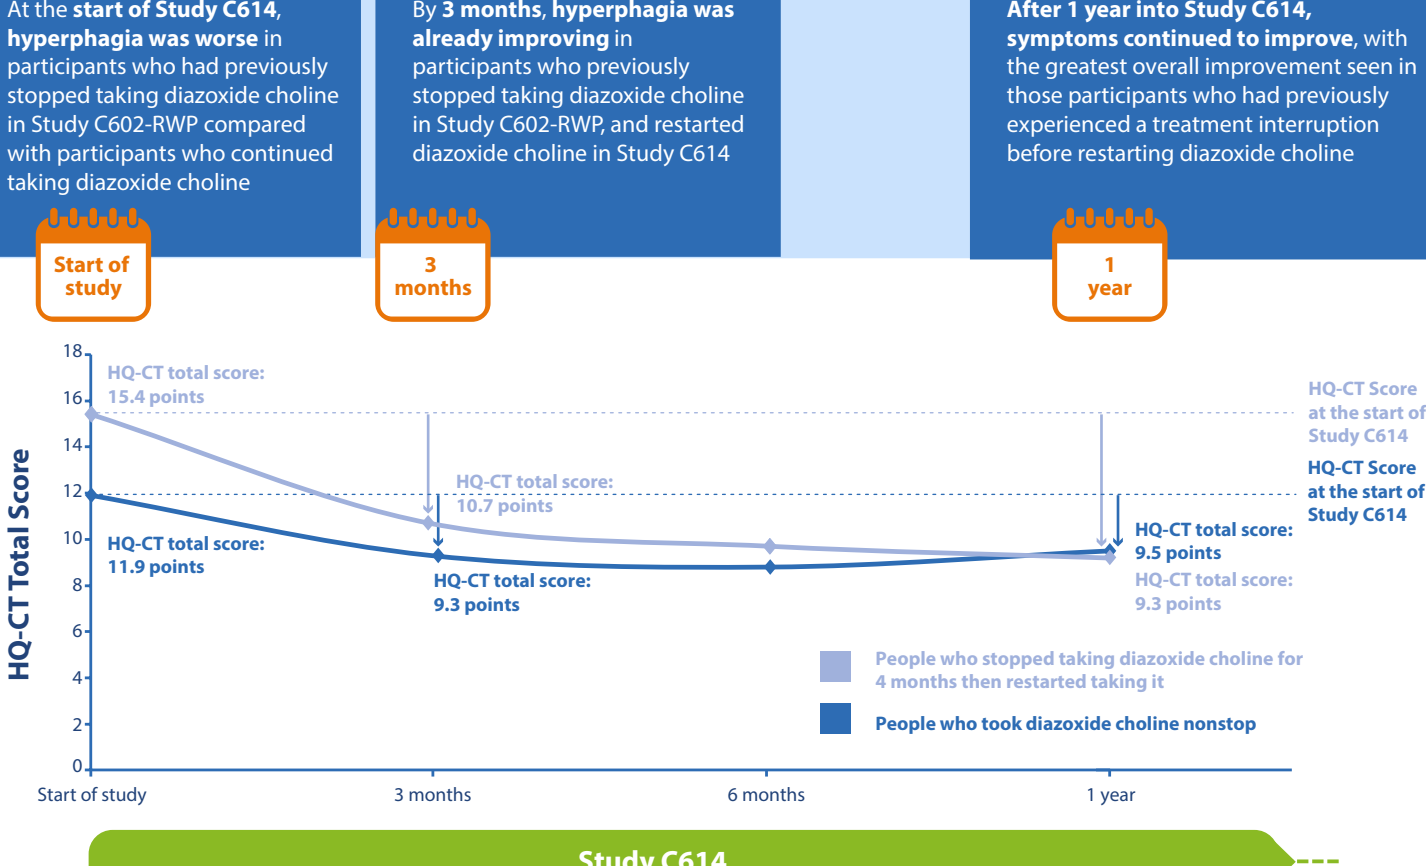 At the start of Study C614,
hyperphagia was worse in
participants who had previously
stopped taking diazoxide choline
in Study C602-RWP compared
with participants who continued
taking diazoxide choline
By 3 months, hyperphagia was
already improving in
participants who previously
stopped taking diazoxide choline
in Study C602-RWP, and restarted
diazoxide choline in Study C614
After 1 year into Study C614,
symptoms continued to improve, with
the greatest overall improvement seen in
those participants who had previously
experienced a treatment interruption
before restarting diazoxide choline
Start of
study
3
months
1
year
HQ-CT Total Score
18
16
14
12
10
8
6
4
2
0
HQ-CT total score:
15.4 points
HQ-CT total score:
11.9 points
HQ-CT total score:
10.7 points
HQ-CT total score:
9.3 points
HQ-CT total score:
9.5 points
HQ-CT total score:
9.3 points
HQ-CT Score
at the start of
Study C614
HQ-CT Score
at the start of
Study C614
People who stopped taking diazoxide choline for
4 months then restarted taking it
People who took diazoxide choline nonstop
Start of study
3 months
6 months
1 year
Study C614